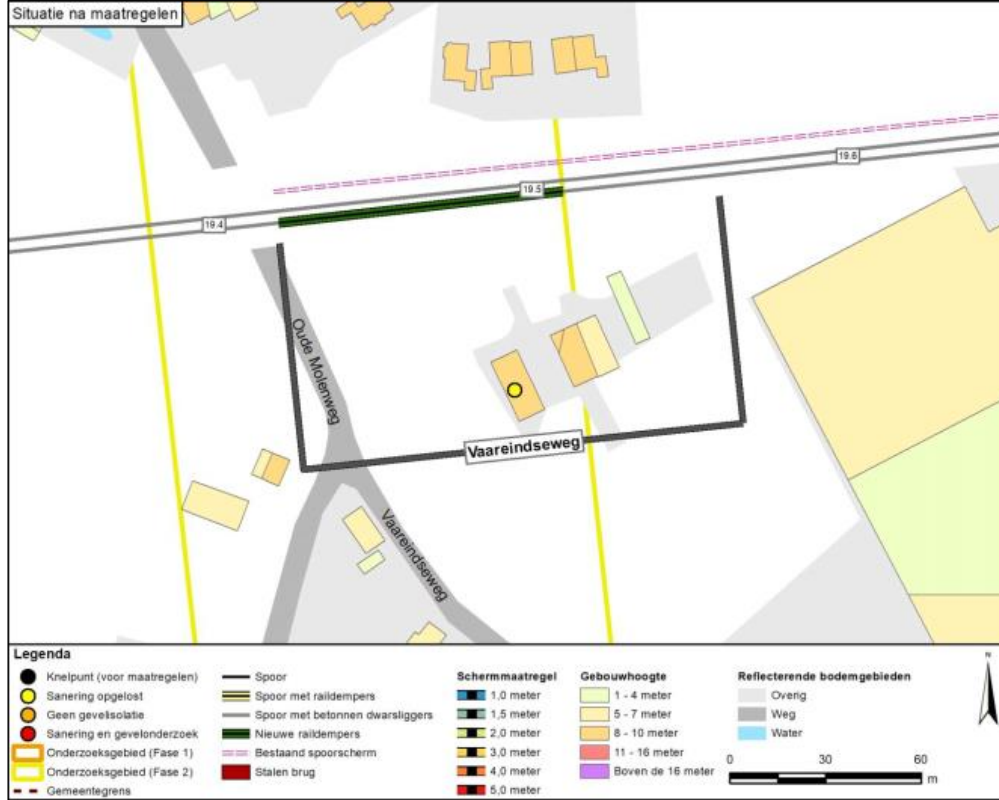 Situatie na maatregelen
19.6
19.5
19.4
Oude Molenweg
Vaareindseweg
Vaareindseweg
Legenda
Knelpunt (voor maatregelen)
Sanering opgelost
Geen gevelisolatie
Sanering en gevelonderzoek
Onderzoeksgebied (Fase 1)
Onderzoeksgebied (Fase 2)
Gemeentegrens
Spoor
Spoor met raildempers
Spoor met betonnen dwarsliggers
Nieuwe raildempers
Bestaand spoorscherm
Stalen brug
Schermmaatregel
1,0 meter
1,5 meter
2,0 meter
3,0 meter
4,0 meter
5,0 meter
Gebouwhoogte
1 - 4 meter
5 - 7 meter
8 - 10 meter
11 - 16 meter
Boven de 16 meter
Reflecterende bodemgebieden
Overig
Weg
Water
N
0 30 60
m